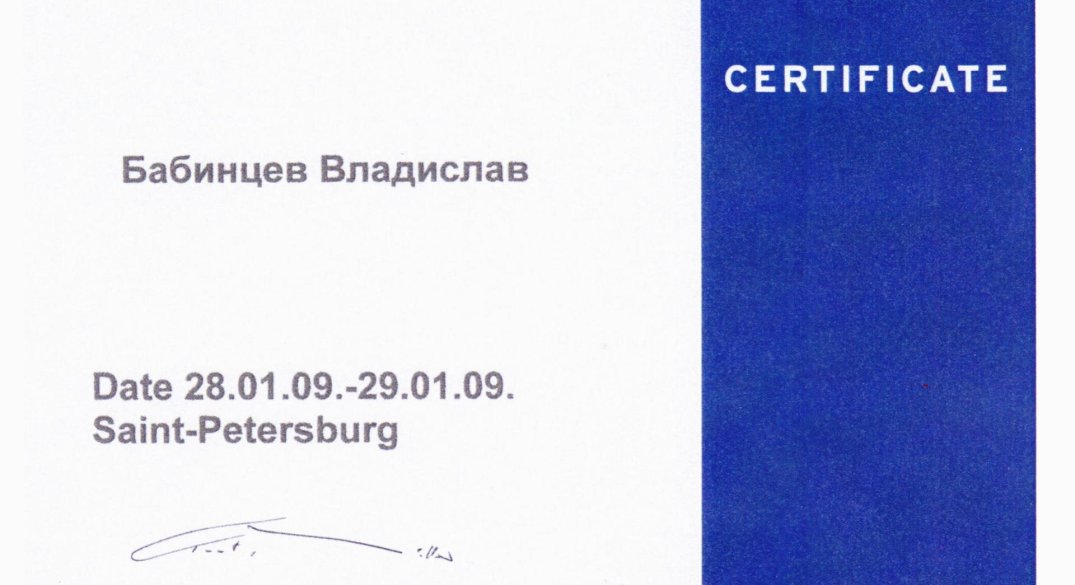 CERTIFICATE
Бабинцев Владислав
Date 28.01.09.-29.01.09.
Saint-Petersburg